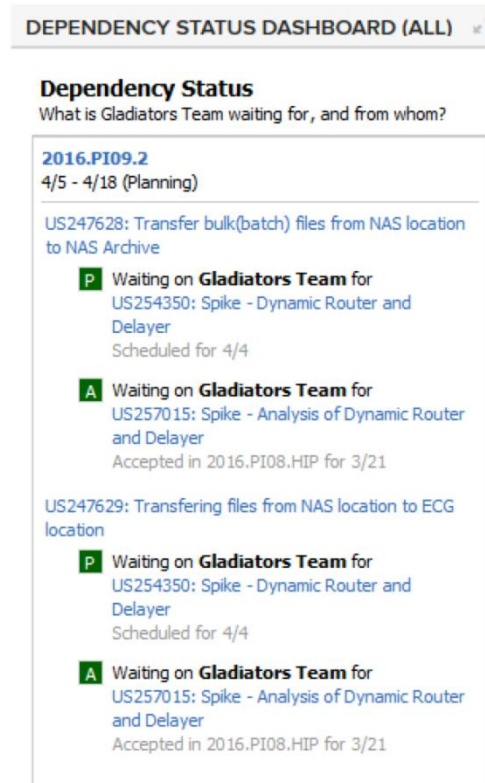 DEPENDENCY STATUS DASHBOARD (ALL)
Dependency Status
What is Gladiators Team waiting for, and from whom?
2016.PI09.2
4/5 - 4/18 (Planning)
US247628: Transfer bulk(batch) files from NAS location
to NAS Archive
P Waiting on Gladiators Team for
US254350: Spike - Dynamic Router and
Delayer
Scheduled for 4/4
A Waiting on Gladiators Team for
US257015: Spike - Analysis of Dynamic Router
and Delayer
Accepted in 2016.PI08.HIP for 3/21
US247629: Transfering files from NAS location to ECG
location
P Waiting on Gladiators Team for
US254350: Spike - Dynamic Router and
Delayer
Scheduled for 4/4
A Waiting on Gladiators Team for
US257015: Spike - Analysis of Dynamic Router
and Delayer
Accepted in 2016.PI08.HIP for 3/21